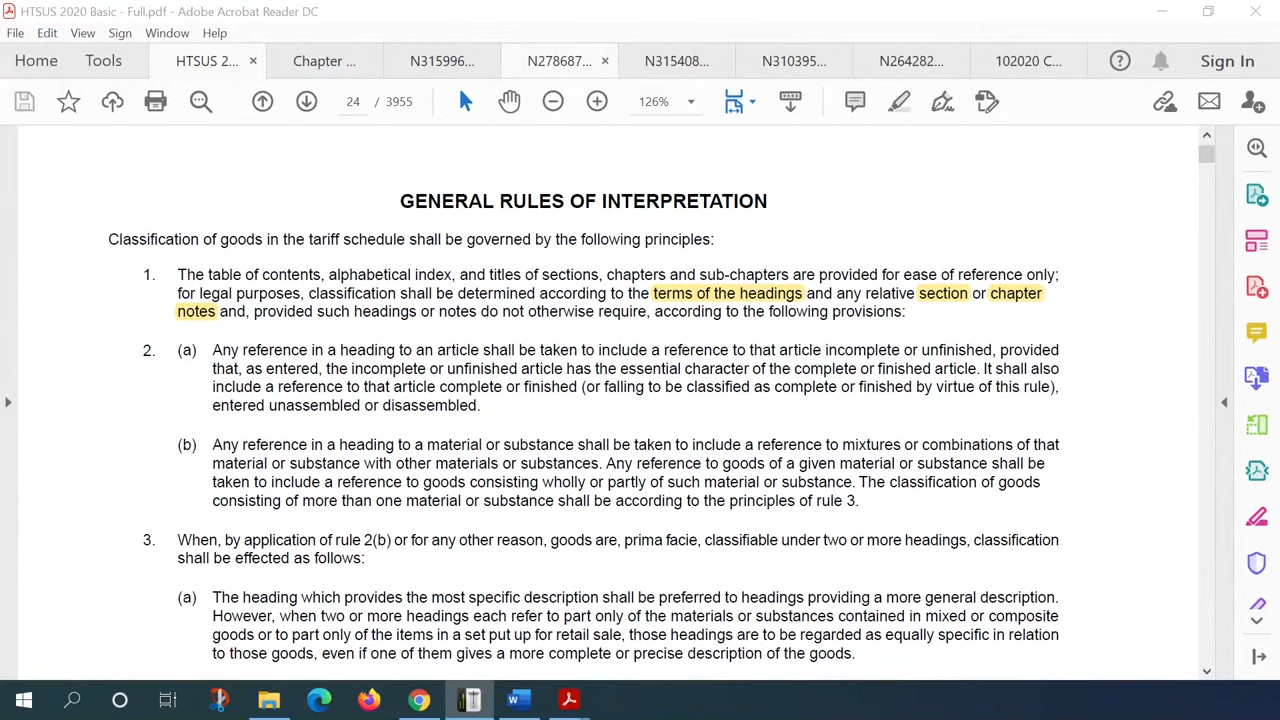 HTSUS 2020 Basic - Full.pdf - Adobe Acrobat Reader DC
File Edit View Sign Window Help
Home Tools HTSUS 2... × Chapter ... N315996... N278687... × N315408... N310395... N264282... 102020 C... Sign In
24 / 3955 126%
GENERAL RULES OF INTERPRETATION
Classification of goods in the tariff schedule shall be governed by the following principles:
1. The table of contents, alphabetical index, and titles of sections, chapters and sub-chapters are provided for ease of reference only;
for legal purposes, classification shall be determined according to the terms of the headings and any relative section or chapter
notes and, provided such headings or notes do not otherwise require, according to the following provisions:
2. (a) Any reference in a heading to an article shall be taken to include a reference to that article incomplete or unfinished, provided
that, as entered, the incomplete or unfinished article has the essential character of the complete or finished article. It shall also
include a reference to that article complete or finished (or falling to be classified as complete or finished by virtue of this rule),
entered unassembled or disassembled.
(b) Any reference in a heading to a material or substance shall be taken to include a reference to mixtures or combinations of that
material or substance with other materials or substances. Any reference to goods of a given material or substance shall be
taken to include a reference to goods consisting wholly or partly of such material or substance. The classification of goods
consisting of more than one material or substance shall be according to the principles of rule 3.
3. When, by application of rule 2(b) or for any other reason, goods are, prima facie, classifiable under two or more headings, classification
shall be effected as follows:
(a) The heading which provides the most specific description shall be preferred to headings providing a more general description.
However, when two or more headings each refer to part only of the materials or substances contained in mixed or composite
goods or to part only of the items in a set put up for retail sale, those headings are to be regarded as equally specific in relation
to those goods, even if one of them gives a more complete or precise description of the goods.